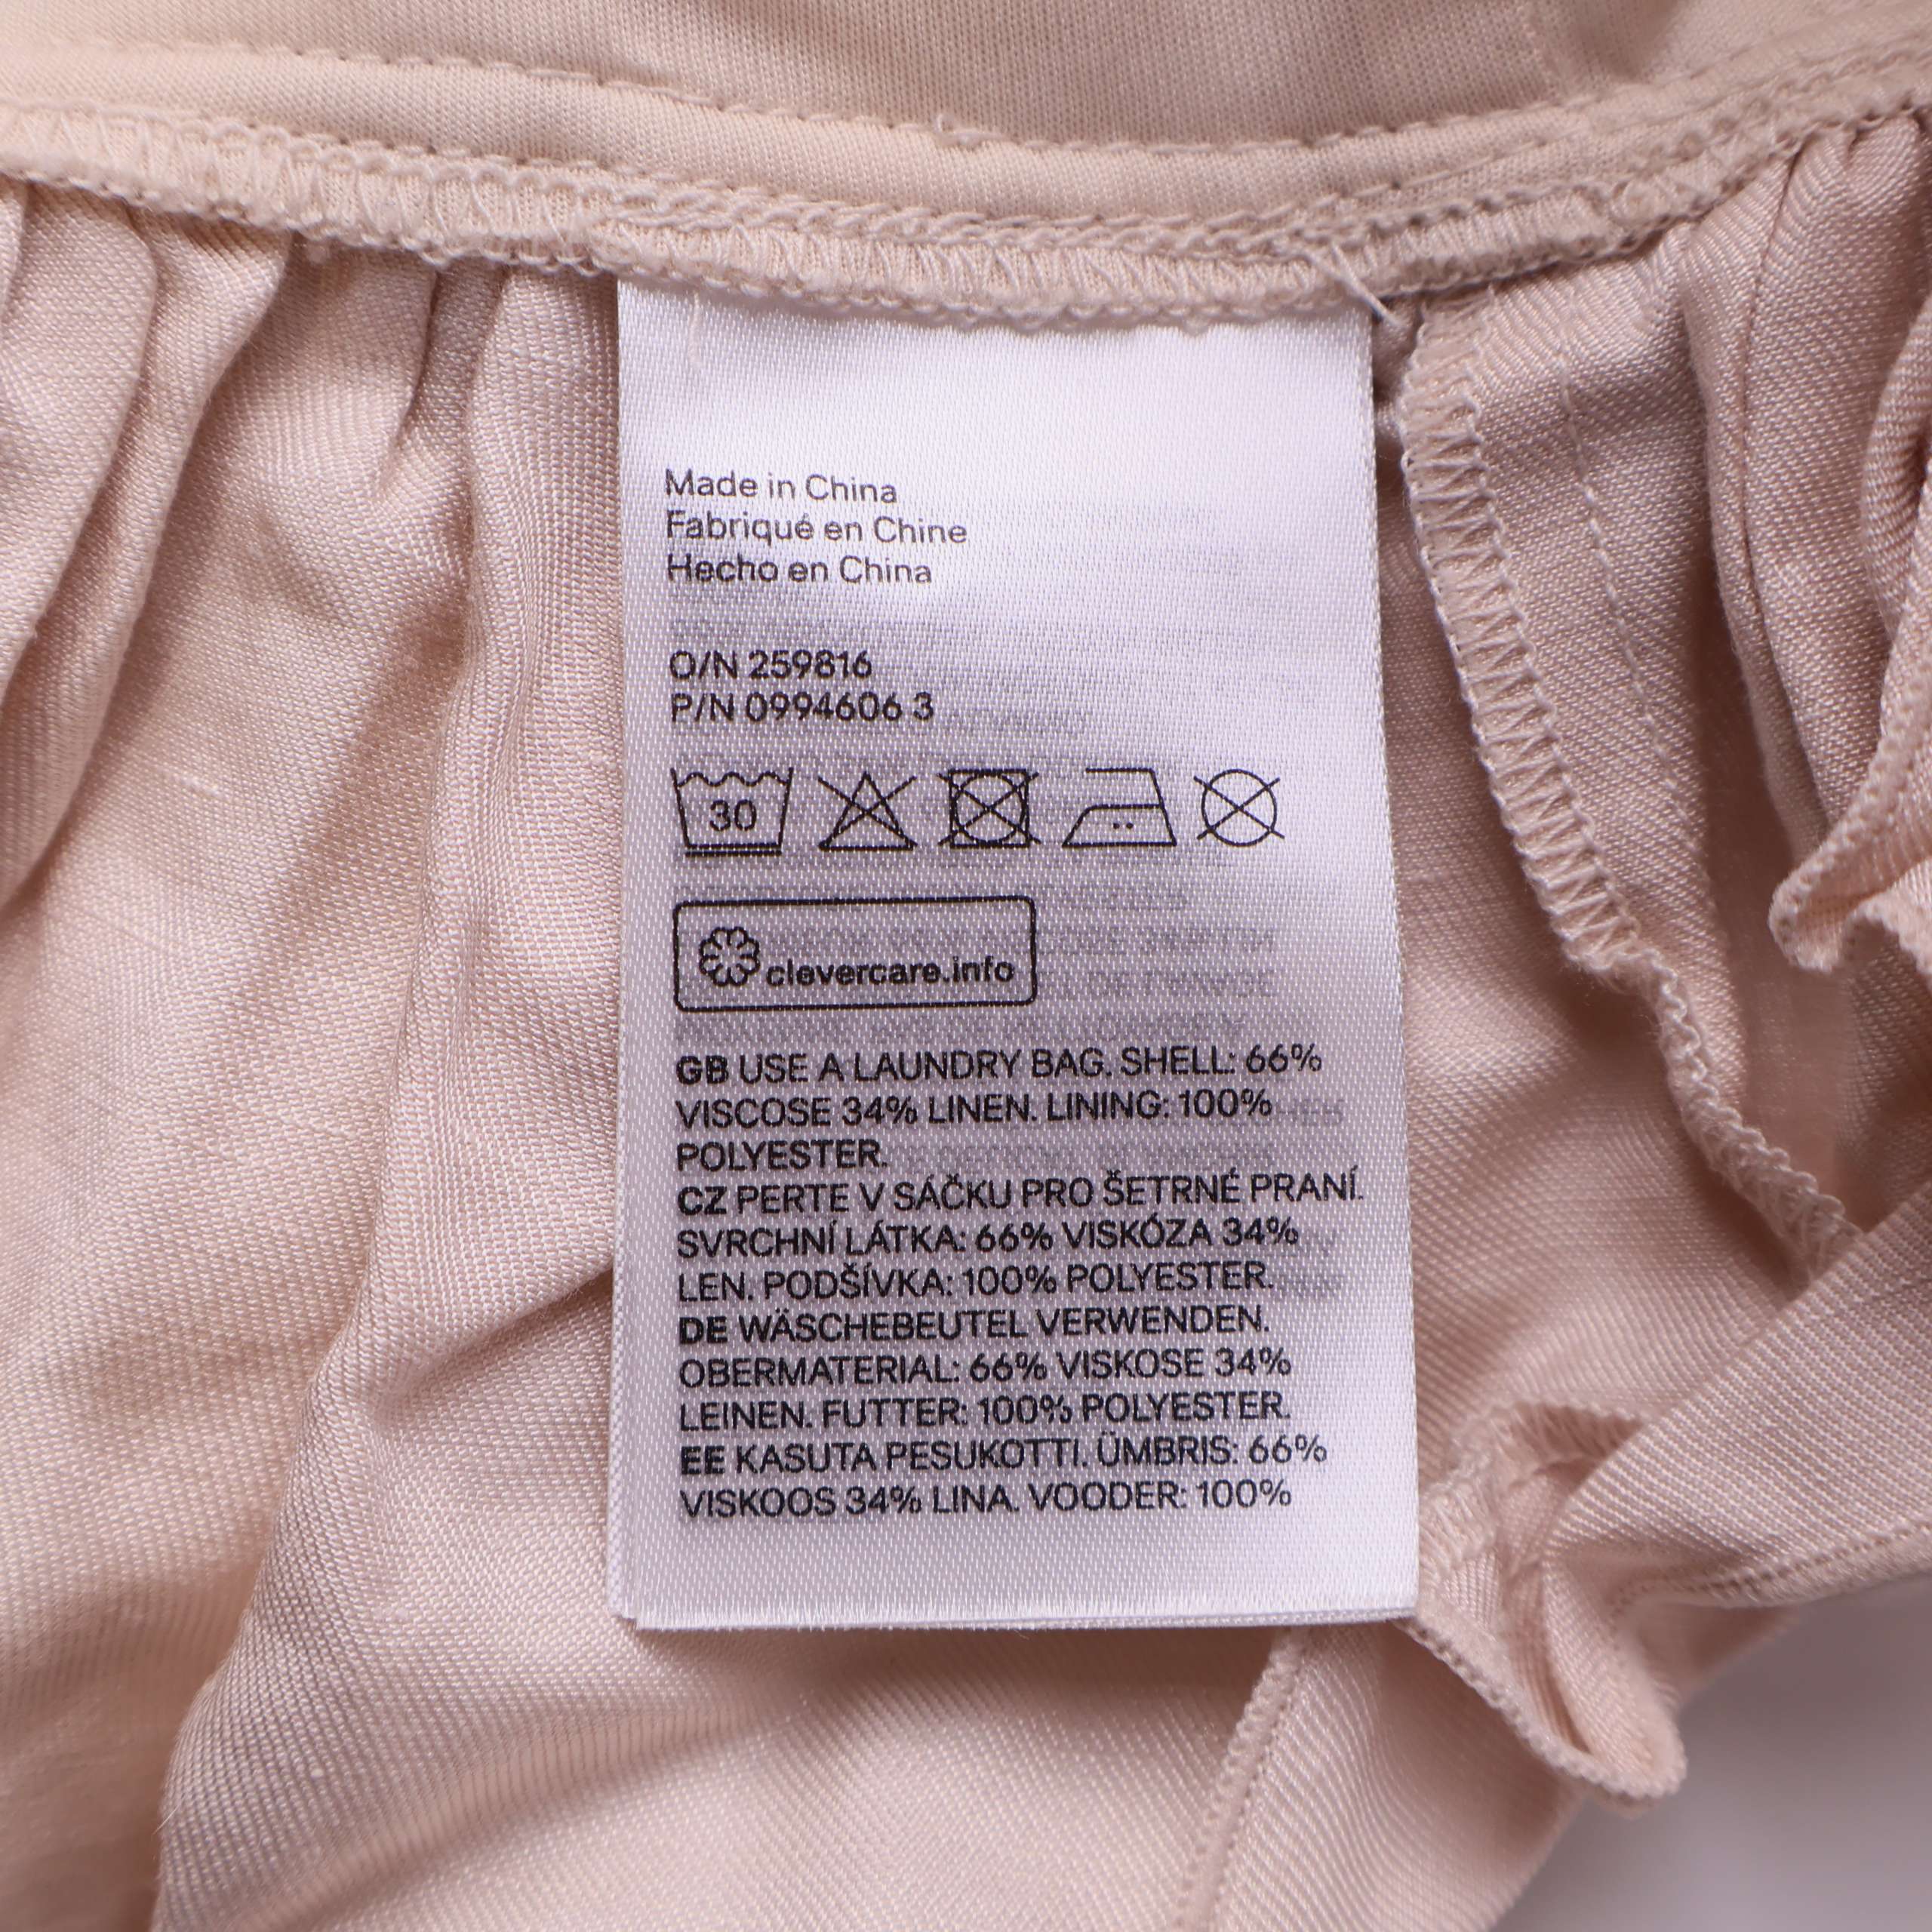 Made in China
Fabriqué en Chine
Hecho en China
O/N 259816
P/N 0994606 3
30
clevercare.info
GB USE A LAUNDRY BAG. SHELL: 66%
VISCOSE 34% LINEN. LINING: 100%
POLYESTER.
CZ PERTE V SÁČKU PRO ŠETRNÉ PRANÍ.
SVRCHNÍ LÁTKA: 66% VISKÓZA 34%
LEN. PODŠÍVKA: 100% POLYESTER.
DE WÄSCHEBEUTEL VERWENDEN.
OBERMATERIAL: 66% VISKOSE 34%
LEINEN. FUTTER: 100% POLYESTER.
EE KASUTA PESUKOTTI. ÜMBRIS: 66%
VISKOOS 34% LINA. VOODER: 100%